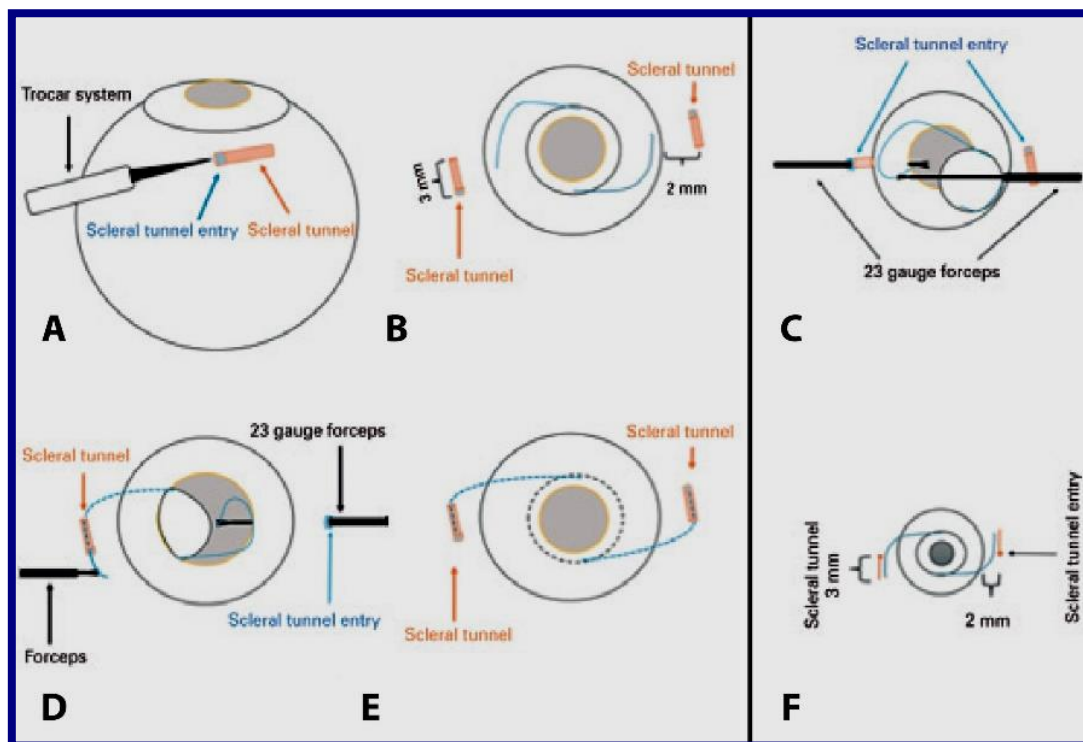 Trocar system
Scleral tunnel entry
Scleral tunnel
A
Scleral tunnel
3 mm
2 mm
Scleral tunnel
B
Scleral tunnel entry
23 gauge forceps
C
Scleral tunnel
23 gauge forceps
Scleral tunnel entry
Forceps
D
Scleral tunnel
Scleral tunnel
E
Scleral tunnel
3 mm
2 mm
Scleral tunnel entry
F